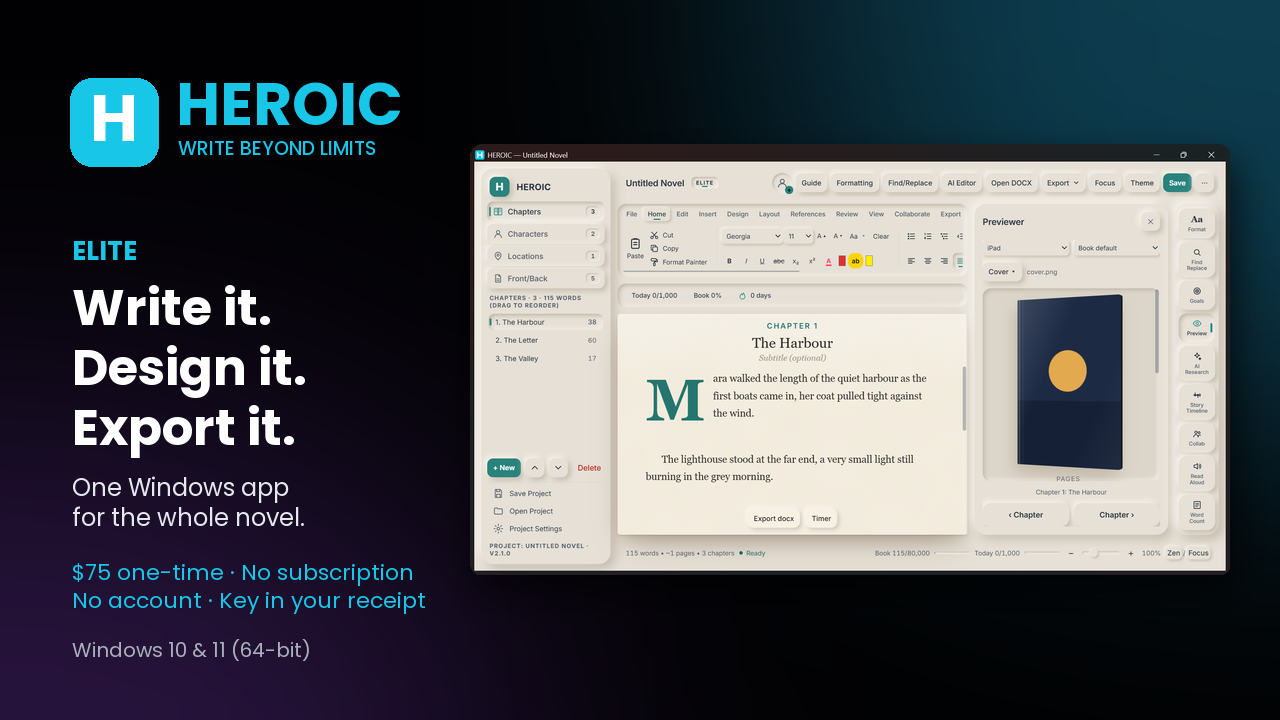 H
HEROIC
WRITE BEYOND LIMITS
ELITE
Write it.
Design it.
Export it.
One Windows app
for the whole novel.
$75 one-time · No subscription
No account · Key in your receipt
Windows 10 & 11 (64-bit)
H HEROIC — Untitled Novel
H HEROIC
Chapters 3
Characters 2
Locations 1
Front/Back 5
CHAPTERS · 3 · 115 WORDS
(DRAG TO REORDER)
1. The Harbour 38
2. The Letter 60
3. The Valley 17
+ New
Delete
Save Project
Open Project
Project Settings
PROJECT: UNTITLED NOVEL ·
V2.1.0
Untitled Novel ELITE
Guide Formatting Find/Replace AI Editor Open DOCX Export Focus Theme Save ···
File Home Edit Insert Design Layout References Review View Collaborate Export
Paste
Cut
Copy
Format Painter
Georgia 11 A A Aa Clear
B I U abc x₂ x² A ab
Today 0/1,000 Book 0% 0 days
CHAPTER 1
The Harbour
Subtitle (optional)
Mara walked the length of the quiet harbour as the
first boats came in, her coat pulled tight against
the wind.
The lighthouse stood at the far end, a very small light still
burning in the grey morning.
Export docx Timer
Previewer
iPad Book default
Cover cover.png
PAGES
Chapter 1: The Harbour
‹ Chapter Chapter ›
Aa
Format
Find
Replace
Goals
Preview
AI
Research
Story
Timeline
Collab
Read
Aloud
Word
Count
115 words • ~1 pages • 3 chapters • Ready
Book 115/80,000 Today 0/1,000 − + 100% Zen / Focus